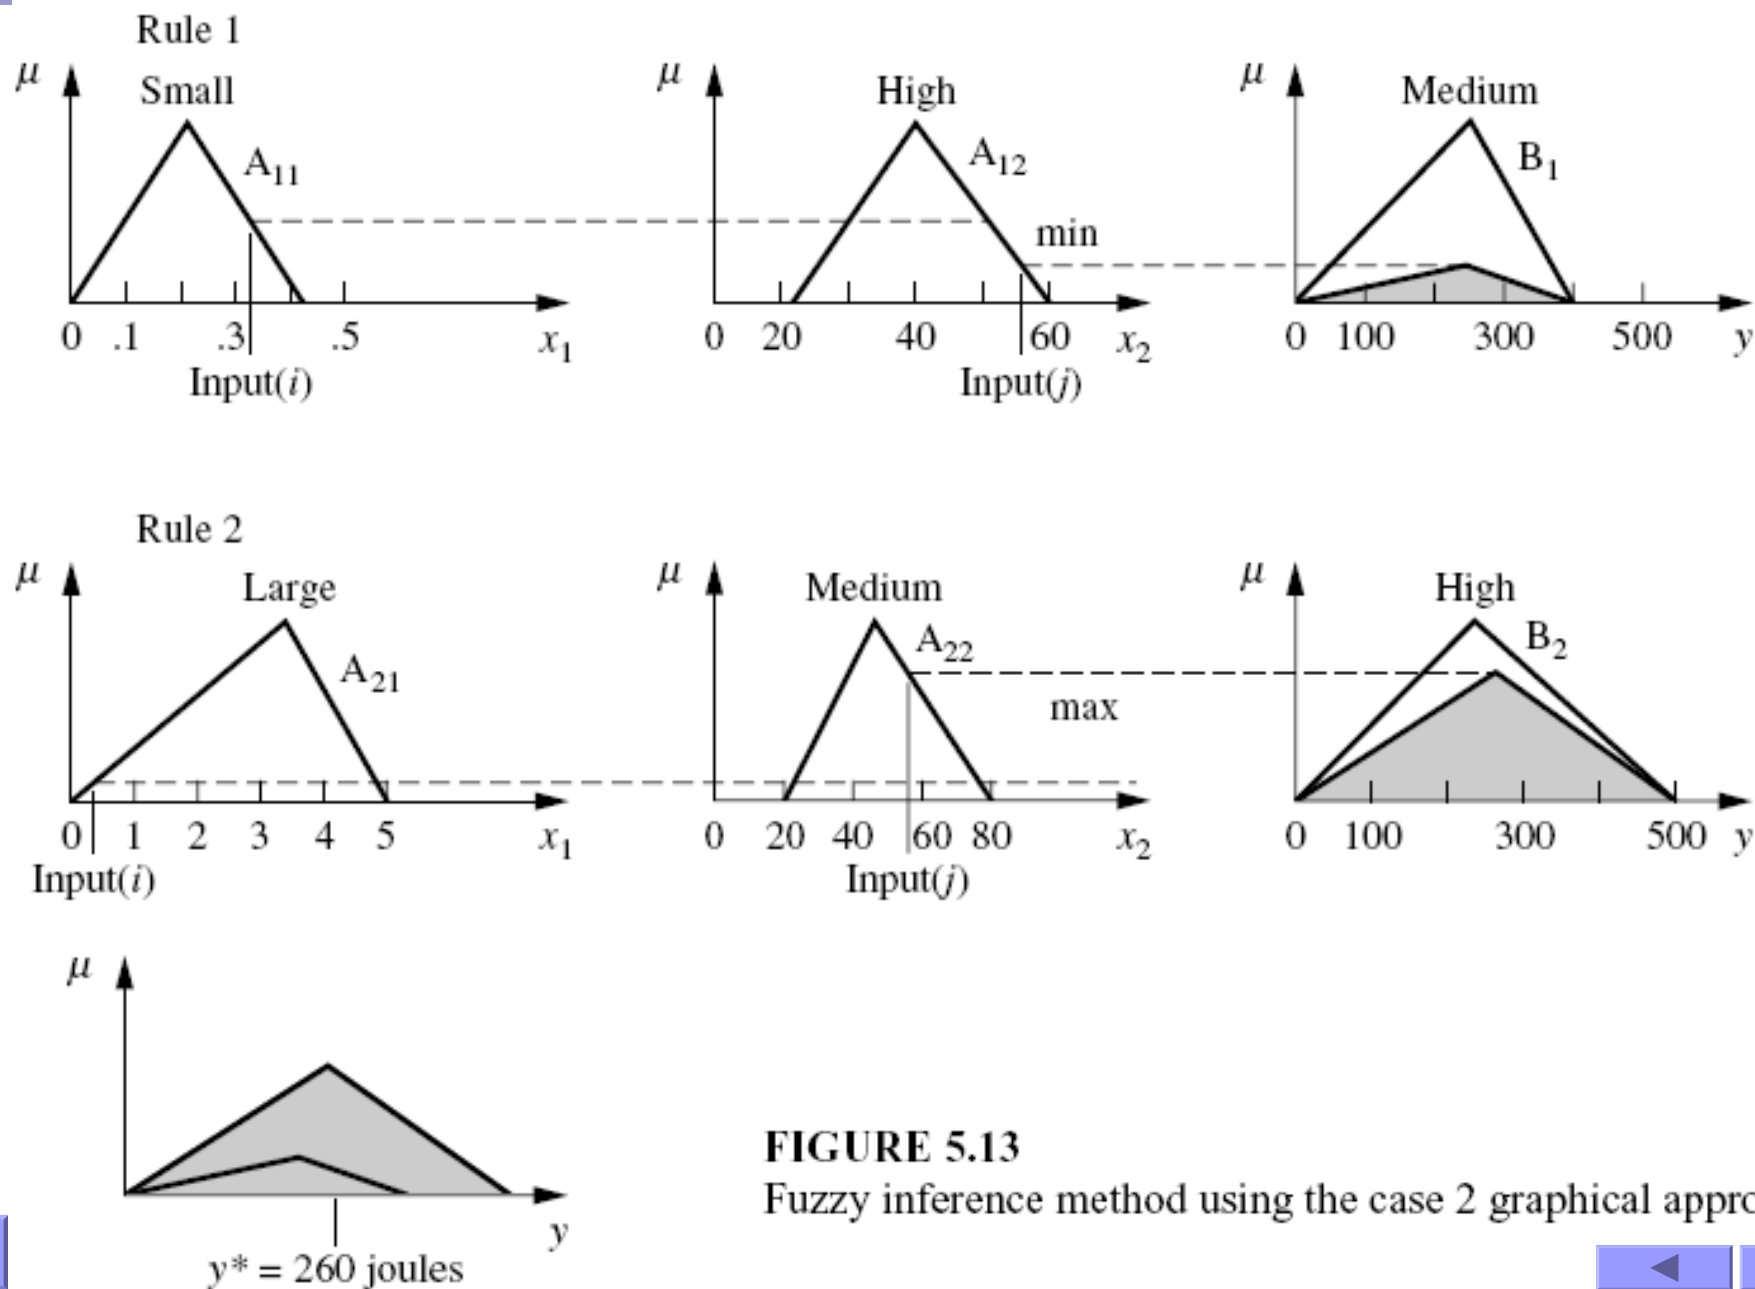 Rule 1
μ Small μ High μ Medium
A11 A12 B1
min
0 .1 .3 .5 x1 0 20 40 60 x2 0 100 300 500 y
Input(i) Input(j)
Rule 2
μ Large μ Medium μ High
A21 A22 B2
max
0 1 2 3 4 5 x1 0 20 40 60 80 x2 0 100 300 500 y
Input(i) Input(j)
μ
y
y* = 260 joules
FIGURE 5.13
Fuzzy inference method using the case 2 graphical appro